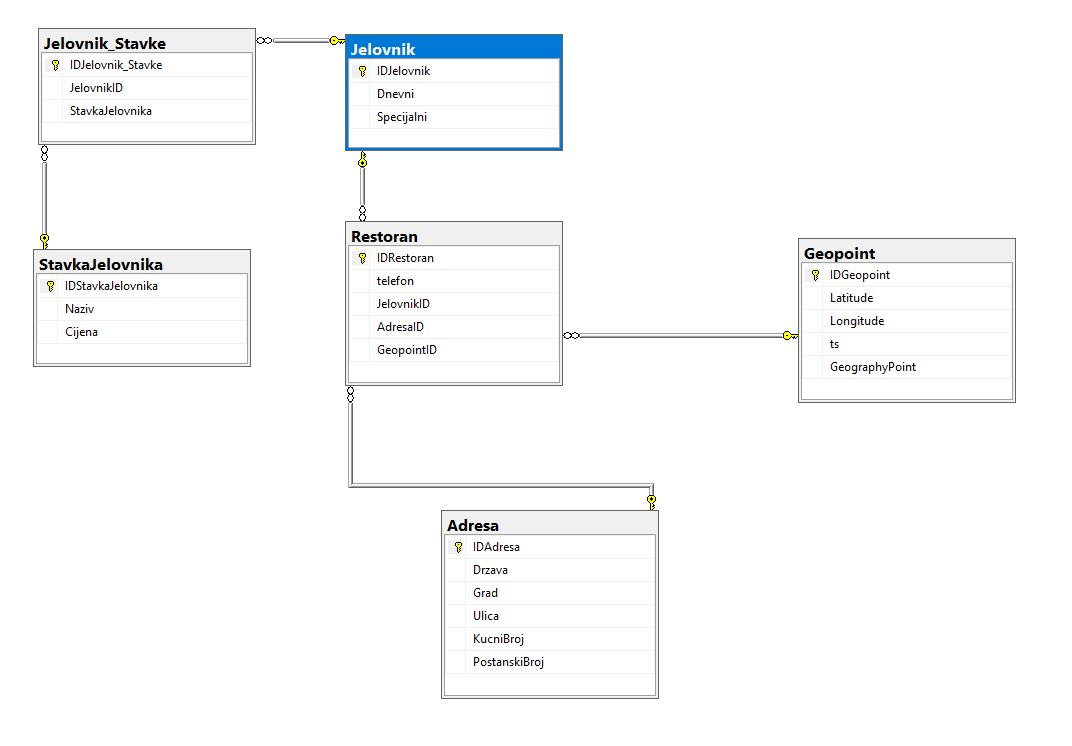 Jelovnik_Stavke
IDJelovnik_Stavke
JelovnikID
StavkaJelovnika
Jelovnik
IDJelovnik
Dnevni
Specijalni
StavkaJelovnika
IDStavkaJelovnika
Naziv
Cijena
Restoran
IDRestoran
telefon
JelovnikID
AdresaID
GeopointID
Geopoint
IDGeopoint
Latitude
Longitude
ts
GeographyPoint
Adresa
IDAdresa
Drzava
Grad
Ulica
KucniBroj
PostanskiBroj